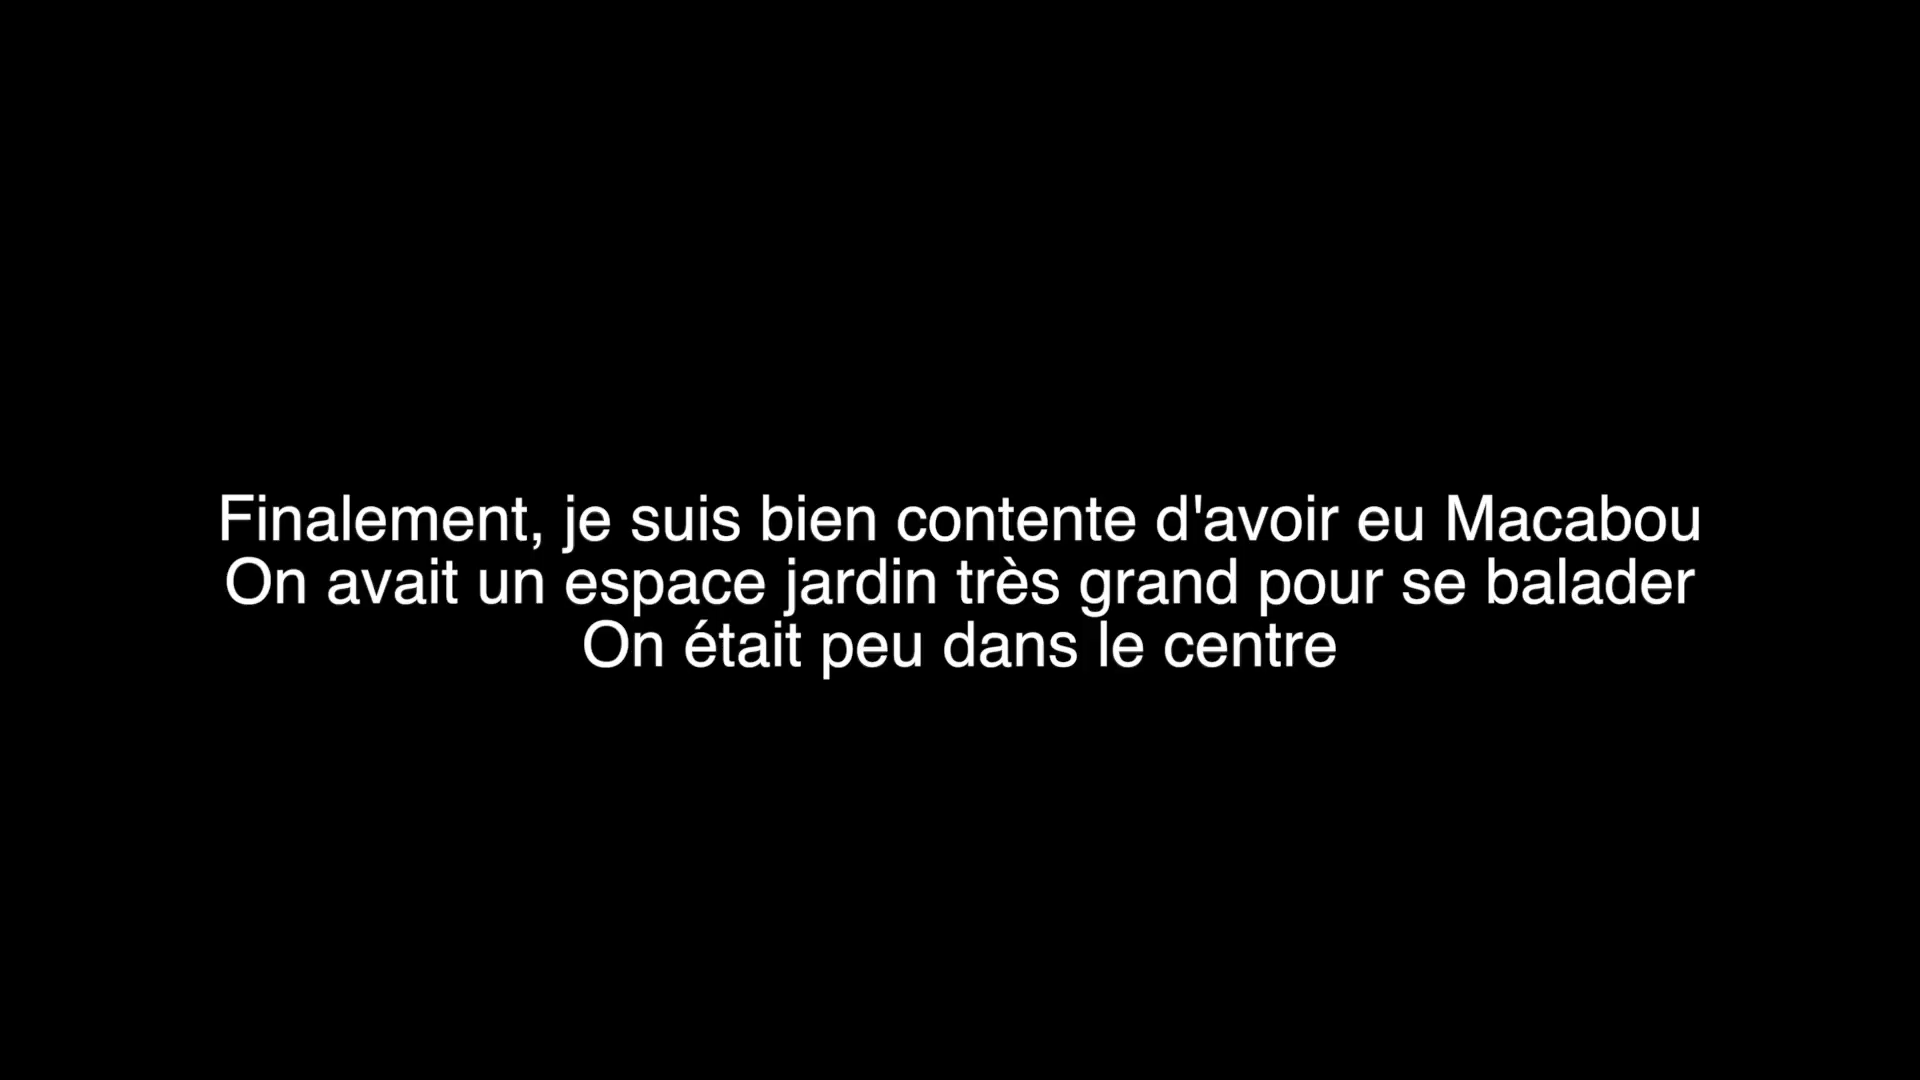 Finalement, je suis bien contente d'avoir eu Macabou
On avait un espace jardin très grand pour se balader
On était peu dans le centre